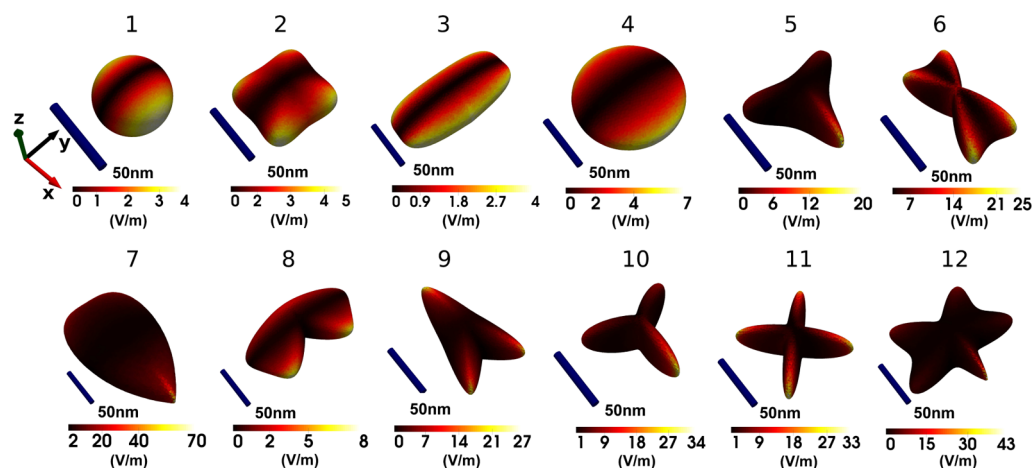 1 2 3 4 5 6
z
y
x
50nm 50nm 50nm 50nm 50nm 50nm
0 1 2 3 4 0 2 3 4 5 0 0.9 1.8 2.7 4 0 2 4 7 0 6 12 20 7 14 21 25
(V/m) (V/m) (V/m) (V/m) (V/m) (V/m)
7 8 9 10 11 12
50nm 50nm 50nm 50nm 50nm 50nm
2 20 40 70 0 2 5 8 0 7 14 21 27 1 9 18 27 34 1 9 18 27 33 0 15 30 43
(V/m) (V/m) (V/m) (V/m) (V/m) (V/m)